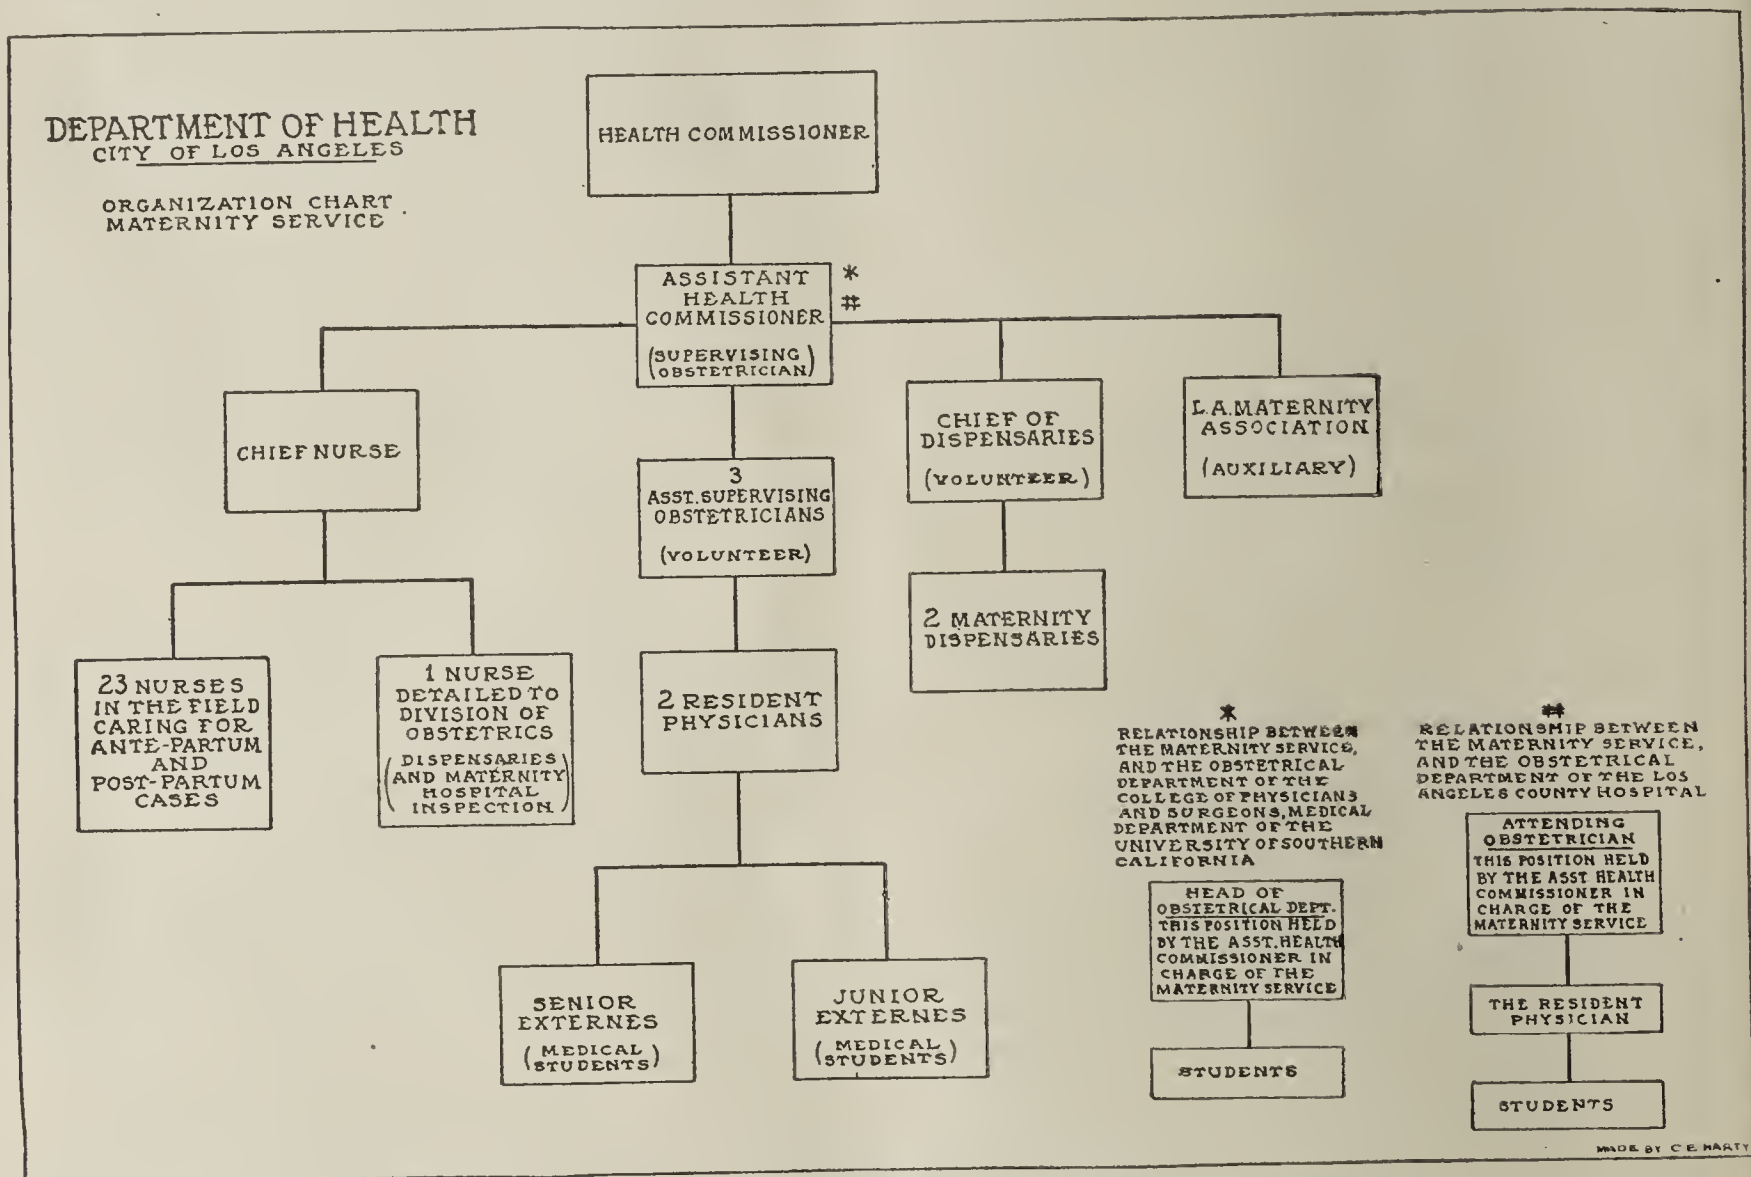 DEPARTMENT OF HEALTH
CITY OF LOS ANGELES
ORGANIZATION CHART
MATERNITY SERVICE
HEALTH COMMISSIONER
ASSISTANT
HEALTH
COMMISSIONER
(SUPERVISING
OBSTETRICIAN)
*
#
CHIEF NURSE
3
ASST. SUPERVISING
OBSTETRICIANS
(VOLUNTEER)
CHIEF OF
DISPENSARIES
(VOLUNTEER)
L.A. MATERNITY
ASSOCIATION
(AUXILIARY)
23 NURSES
IN THE FIELD
CARING FOR
ANTE-PARTUM
AND
POST-PARTUM
CASES
1 NURSE
DETAILED TO
DIVISION OF
OBSTETRICS
(DISPENSARIES
AND MATERNITY
HOSPITAL
INSPECTION)
2 RESIDENT
PHYSICIANS
2 MATERNITY
DISPENSARIES
SENIOR
EXTERNES
(MEDICAL
STUDENTS)
JUNIOR
EXTERNES
(MEDICAL
STUDENTS)
*
RELATIONSHIP BETWEEN
THE MATERNITY SERVICE,
AND THE OBSTETRICAL
DEPARTMENT OF THE
COLLEGE OF PHYSICIANS
AND SURGEONS, MEDICAL
DEPARTMENT OF THE
UNIVERSITY OF SOUTHERN
CALIFORNIA
HEAD OF
OBSTETRICAL DEPT.
THIS POSITION HELD
BY THE ASST. HEALTH
COMMISSIONER IN
CHARGE OF THE
MATERNITY SERVICE
STUDENTS
#
RELATIONSHIP BETWEEN
THE MATERNITY SERVICE,
AND THE OBSTETRICAL
DEPARTMENT OF THE LOS
ANGELES COUNTY HOSPITAL
ATTENDING
OBSTETRICIAN
THIS POSITION HELD
BY THE ASST HEALTH
COMMISSIONER IN
CHARGE OF THE
MATERNITY SERVICE
THE RESIDENT
PHYSICIAN
STUDENTS
MADE BY C E HARTY